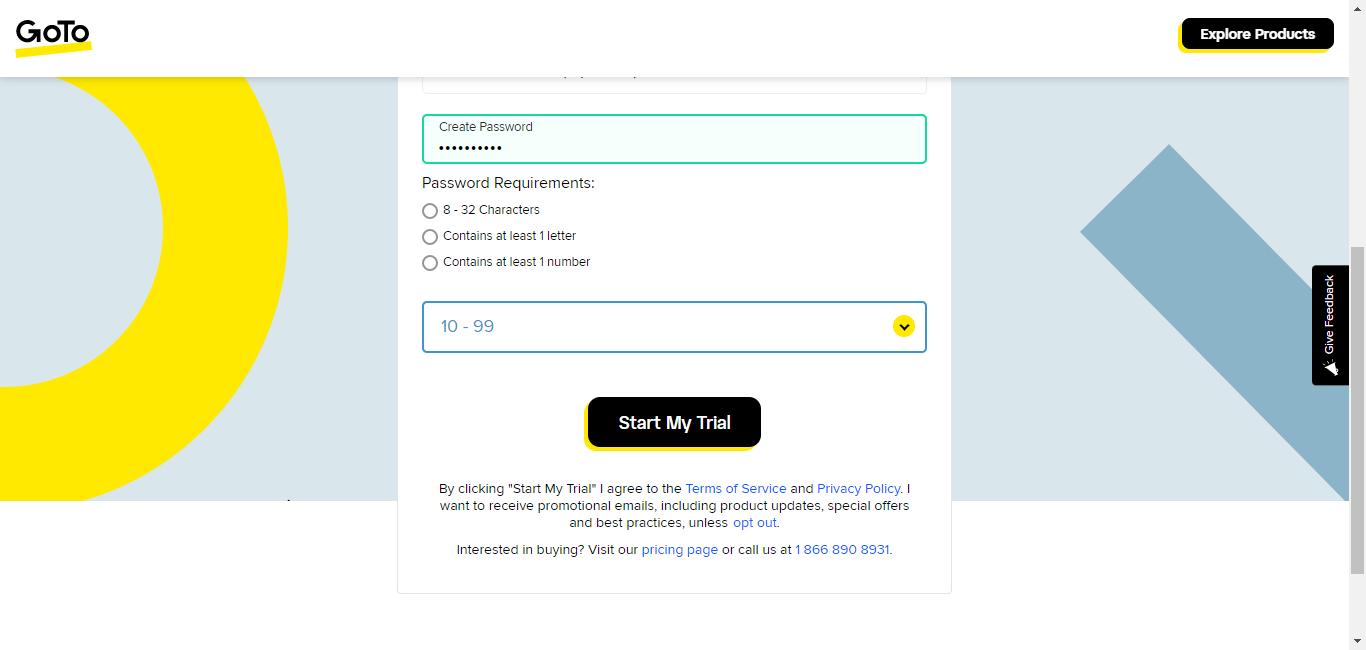 GoTo
Explore Products
Create Password
••••••••••
Password Requirements:
8 - 32 Characters
Contains at least 1 letter
Contains at least 1 number
10 - 99
Give Feedback
Start My Trial
By clicking "Start My Trial" I agree to the Terms of Service and Privacy Policy. I
want to receive promotional emails, including product updates, special offers
and best practices, unless opt out.
Interested in buying? Visit our pricing page or call us at 1 866 890 8931.